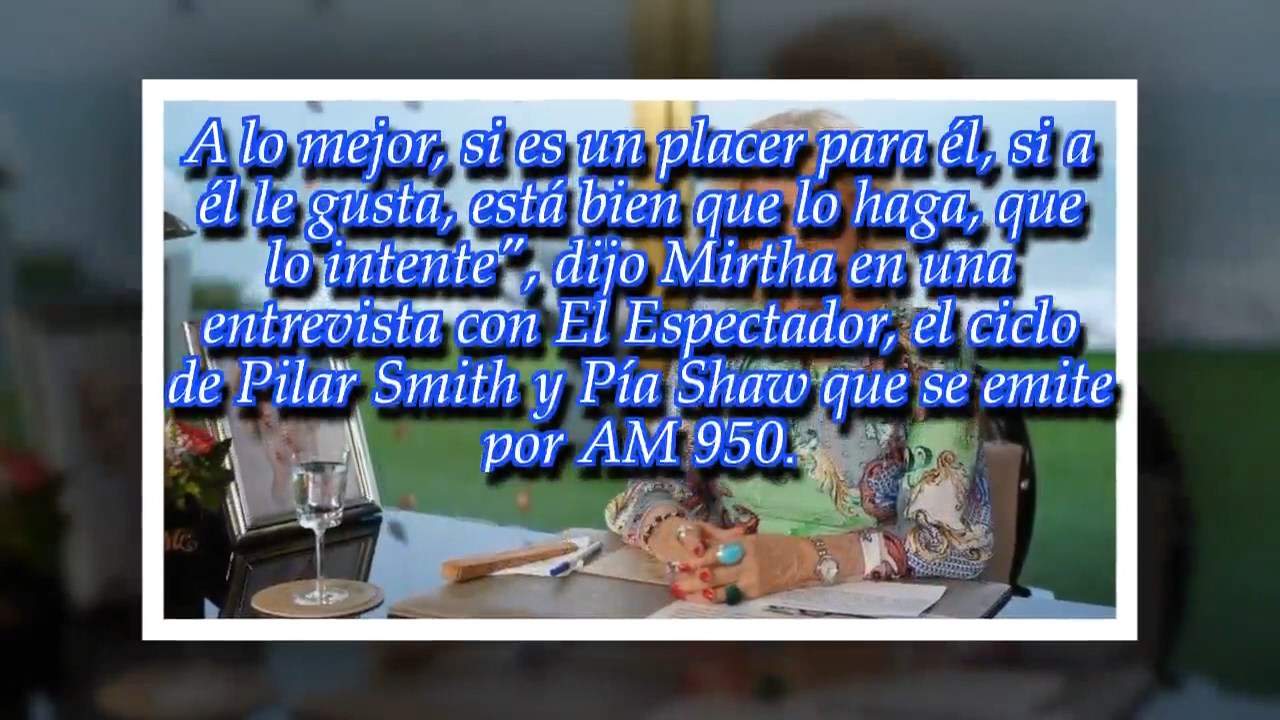 A lo mejor, si es un placer para él, si a
él le gusta, está bien que lo haga, que
lo intente”, dijo Mirtha en una
entrevista con El Espectador, el ciclo
de Pilar Smith y Pía Shaw que se emite
por AM 950.